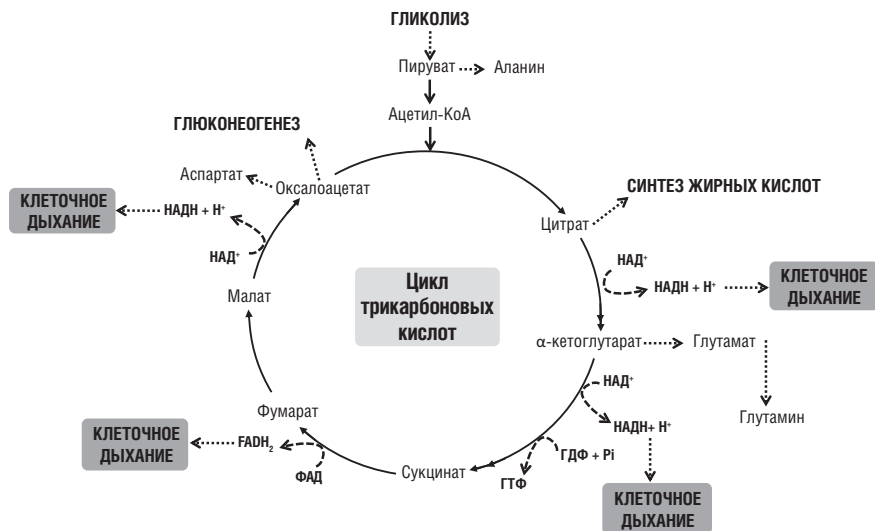 ГЛИКОЛИЗ
Пируват
Аланин
Ацетил-КоА
ГЛЮКОНЕОГЕНЕЗ
Аспартат
Оксалоацетат
КЛЕТОЧНОЕ
ДЫХАНИЕ
НАДН + H⁺
НАД⁺
Малат
СИНТЕЗ ЖИРНЫХ КИСЛОТ
Цитрат
НАД⁺
НАДН + H⁺
КЛЕТОЧНОЕ
ДЫХАНИЕ
Цикл
трикарбоновых
кислот
α-кетоглутарат
Глутамат
Глутамин
НАД⁺
НАДН+ H⁺
КЛЕТОЧНОЕ
ДЫХАНИЕ
ГДФ + Pi
ГТФ
Сукцинат
Фумарат
ФАД
FADH₂
КЛЕТОЧНОЕ
ДЫХАНИЕ